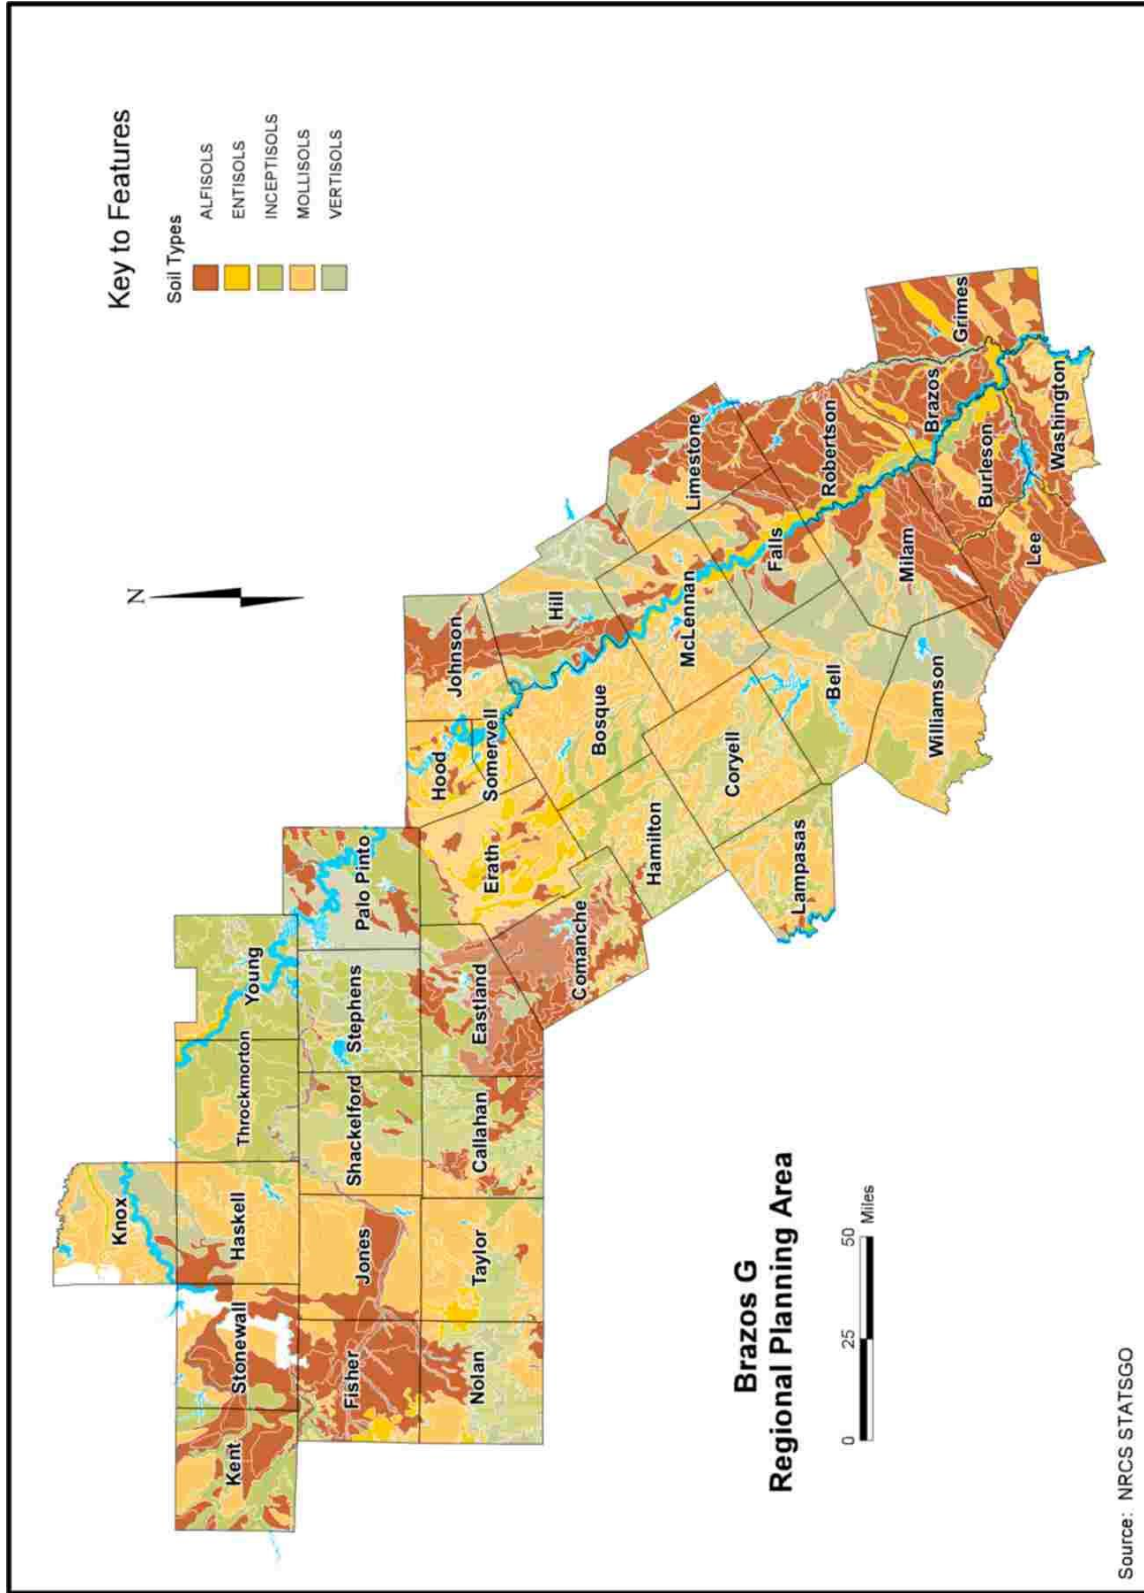 Key to Features
Soil Types
ALFISOLS
ENTISOLS
INCEPTISOLS
MOLLISOLS
VERTISOLS
N
Knox
Kent
Stonewall
Haskell
Throckmorton
Young
Fisher
Jones
Shackelford
Stephens
Palo Pinto
Nolan
Taylor
Callahan
Eastland
Erath
Hood
Somervell
Johnson
Comanche
Hamilton
Bosque
Hill
Lampasas
Coryell
McLennan
Limestone
Bell
Falls
Robertson
Williamson
Milam
Brazos
Grimes
Lee
Burleson
Washington
Brazos G
Regional Planning Area
0 25 50
Miles
Source: NRCS STATSGO